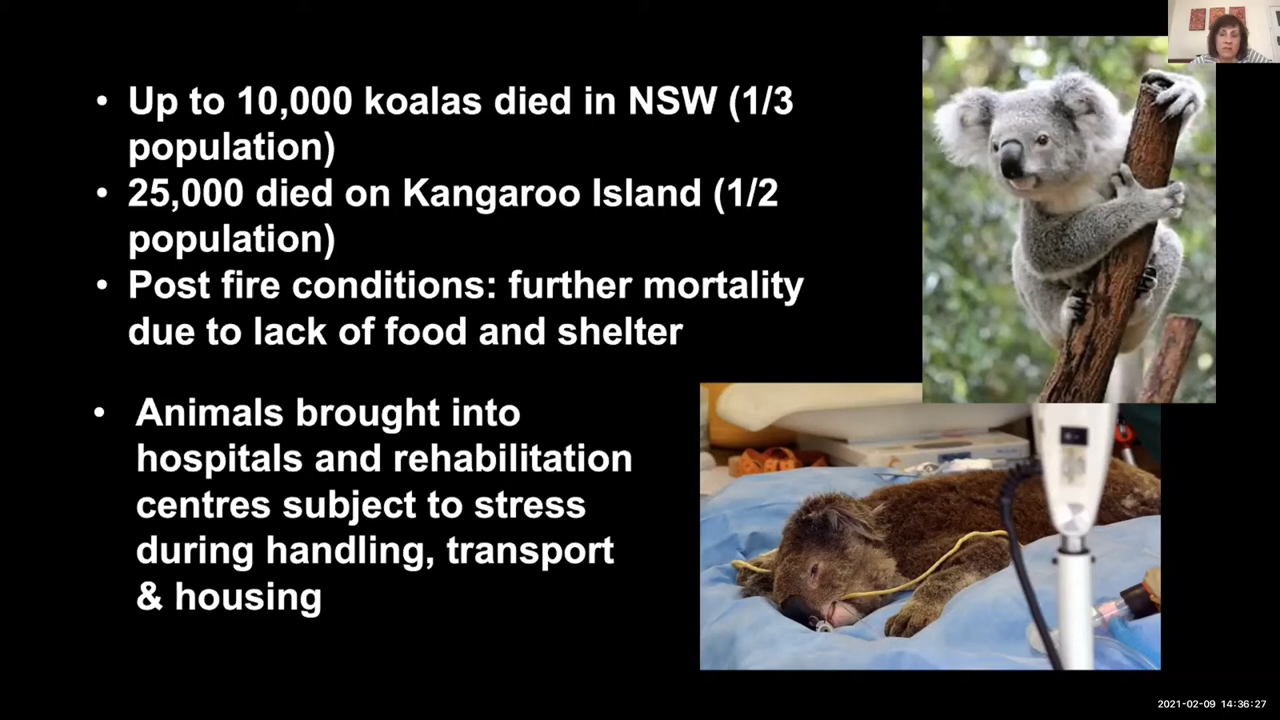 • Up to 10,000 koalas died in NSW (1/3
population)
• 25,000 died on Kangaroo Island (1/2
population)
• Post fire conditions: further mortality
due to lack of food and shelter
• Animals brought into
hospitals and rehabilitation
centres subject to stress
during handling, transport
& housing
2021-02-09 14:36:27